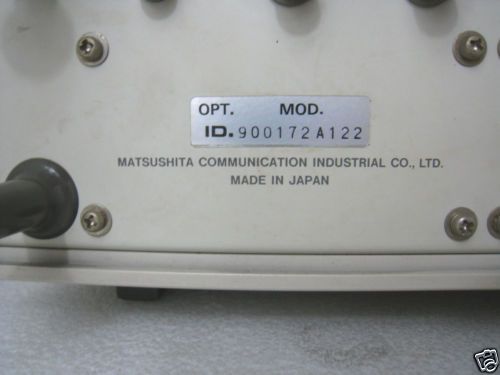 OPT. MOD.
ID. 900172A122
MATSUSHITA COMMUNICATION INDUSTRIAL CO., LTD.
MADE IN JAPAN